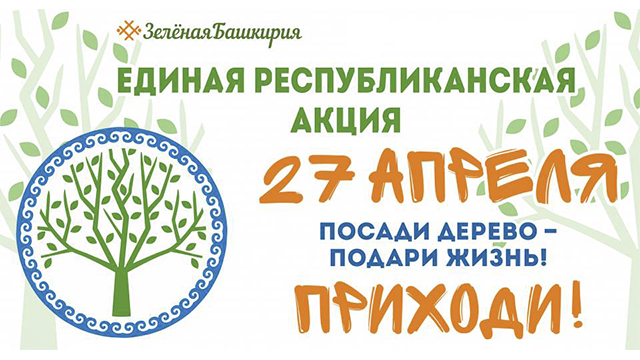 ЗелёнаяБашкирия
ЕДИНАЯ РЕСПУБЛИКАНСКАЯ
АКЦИЯ
27 АПРЕЛЯ
ПОСАДИ ДЕРЕВО –
ПОДАРИ ЖИЗНЬ!
ПРИХОДИ!